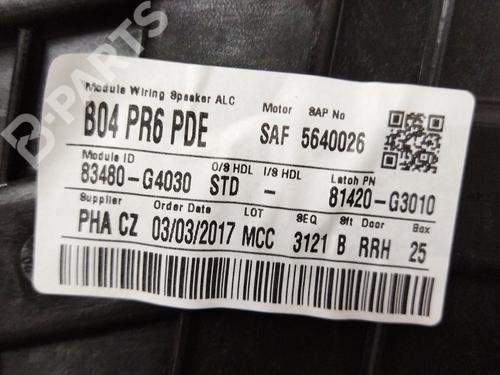 B-PARTS
Module Wiring Speaker ALC Motor SAP No
B04 PR6 PDE SAF 5640026
Module ID O/S HDL I/S HDL Latch PN
83480-G4030 STD - 81420-G3010
Supplier Order Date LOT SEQ Sft Door Box
PHA CZ 03/03/2017 MCC 3121 B RRH 25